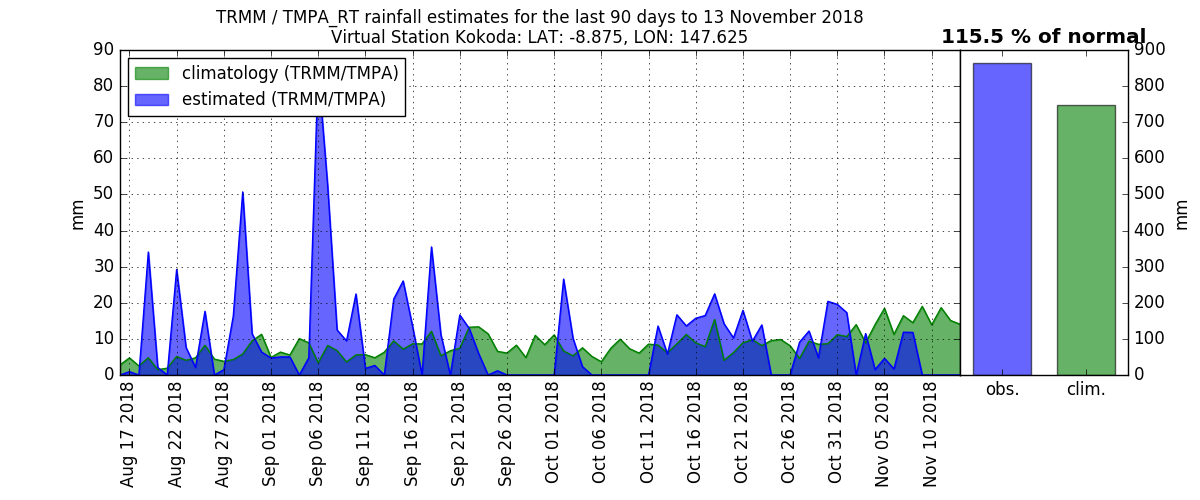 TRMM / TMPA_RT rainfall estimates for the last 90 days to 13 November 2018
Virtual Station Kokoda: LAT: -8.875, LON: 147.625
115.5 % of normal
climatology (TRMM/TMPA)
estimated (TRMM/TMPA)
mm
90
80
70
60
50
40
30
20
10
0
Aug 17 2018
Aug 22 2018
Aug 27 2018
Sep 01 2018
Sep 06 2018
Sep 11 2018
Sep 16 2018
Sep 21 2018
Sep 26 2018
Oct 01 2018
Oct 06 2018
Oct 11 2018
Oct 16 2018
Oct 21 2018
Oct 26 2018
Oct 31 2018
Nov 05 2018
Nov 10 2018
900
800
700
600
500
400
300
200
100
0
mm
obs.
clim.